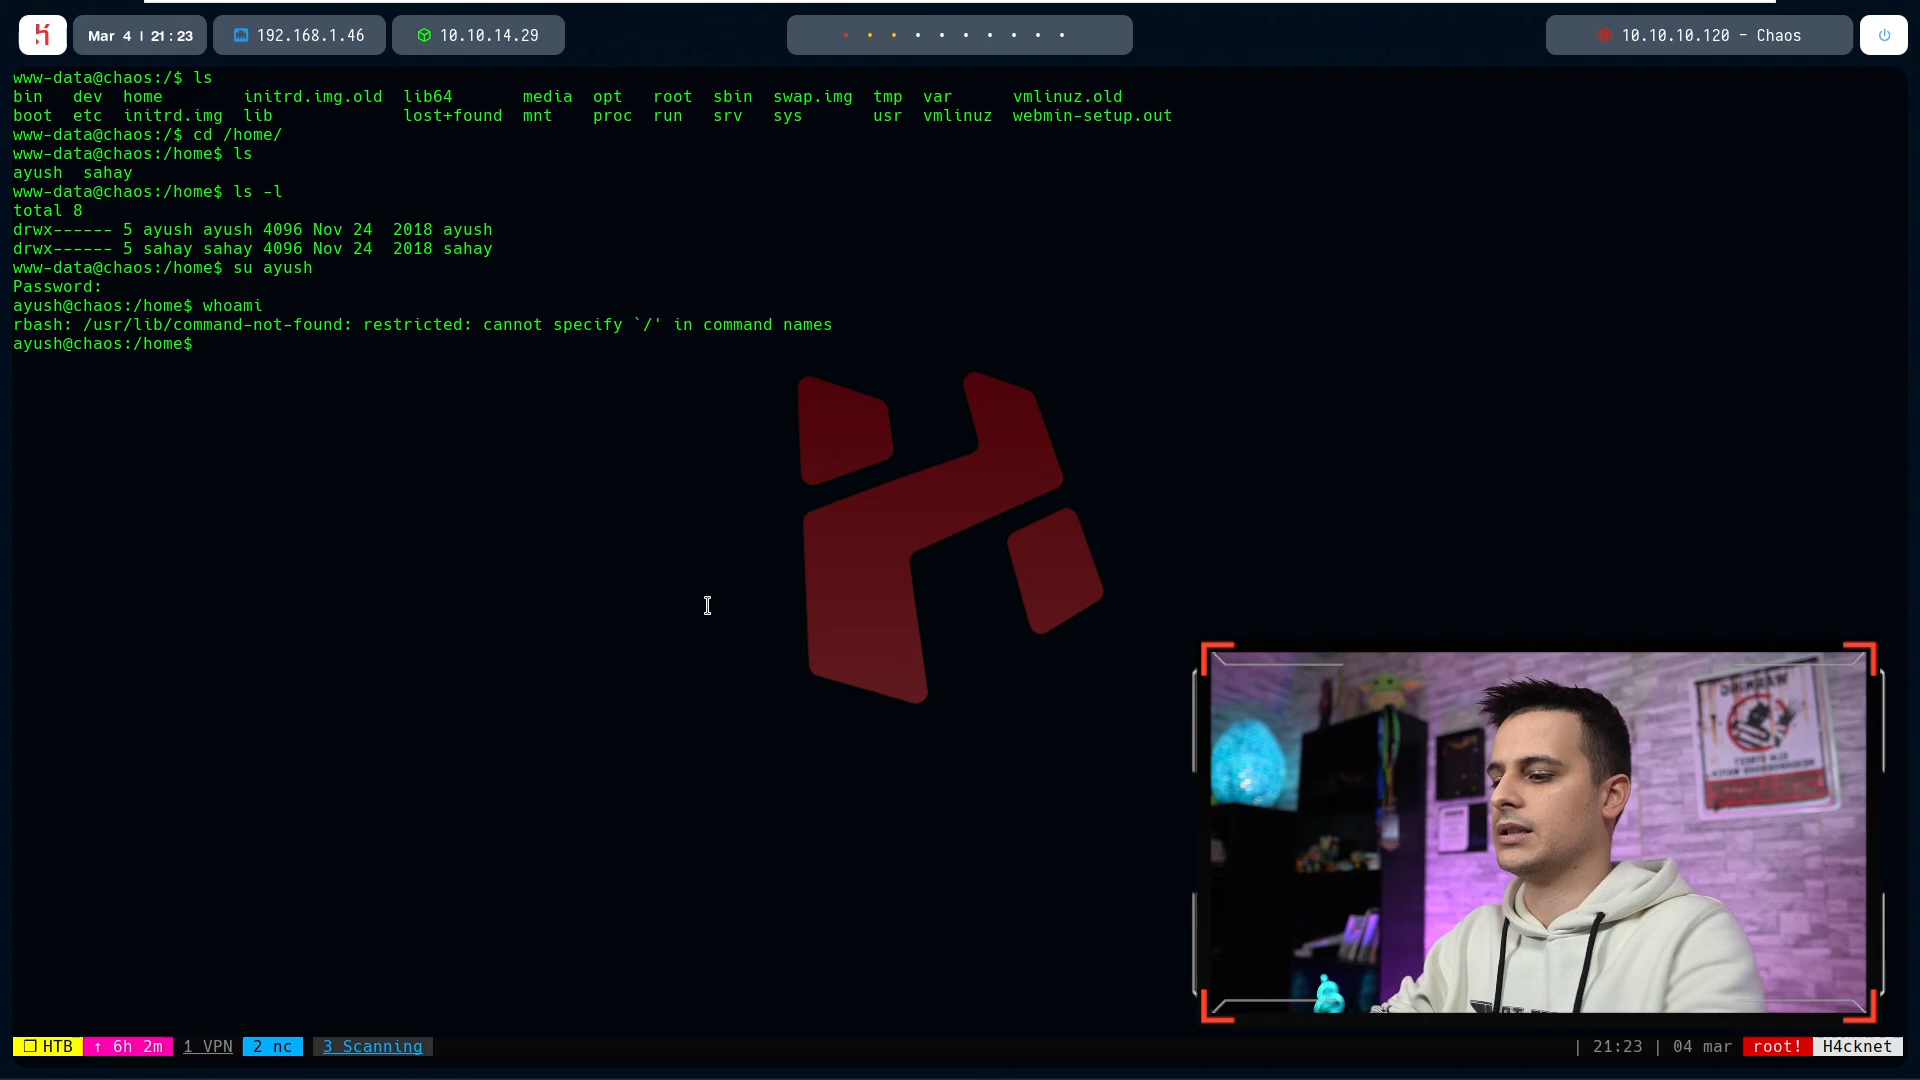 Mar 4 | 21:23
192.168.1.46
10.10.14.29
10.10.10.120 - Chaos
www-data@chaos:/$ ls
bin dev home initrd.img.old lib64 media opt root sbin swap.img tmp var vmlinuz.old
boot etc initrd.img lib lost+found mnt proc run srv sys usr vmlinuz webmin-setup.out
www-data@chaos:/$ cd /home/
www-data@chaos:/home$ ls
ayush sahay
www-data@chaos:/home$ ls -l
total 8
drwx------ 5 ayush ayush 4096 Nov 24 2018 ayush
drwx------ 5 sahay sahay 4096 Nov 24 2018 sahay
www-data@chaos:/home$ su ayush
Password:
ayush@chaos:/home$ whoami
rbash: /usr/lib/command-not-found: restricted: cannot specify `/' in command names
ayush@chaos:/home$
WARNING
HTB ↑ 6h 2m 1 VPN 2 nc 3 Scanning
| 21:23 | 04 mar root! H4cknet